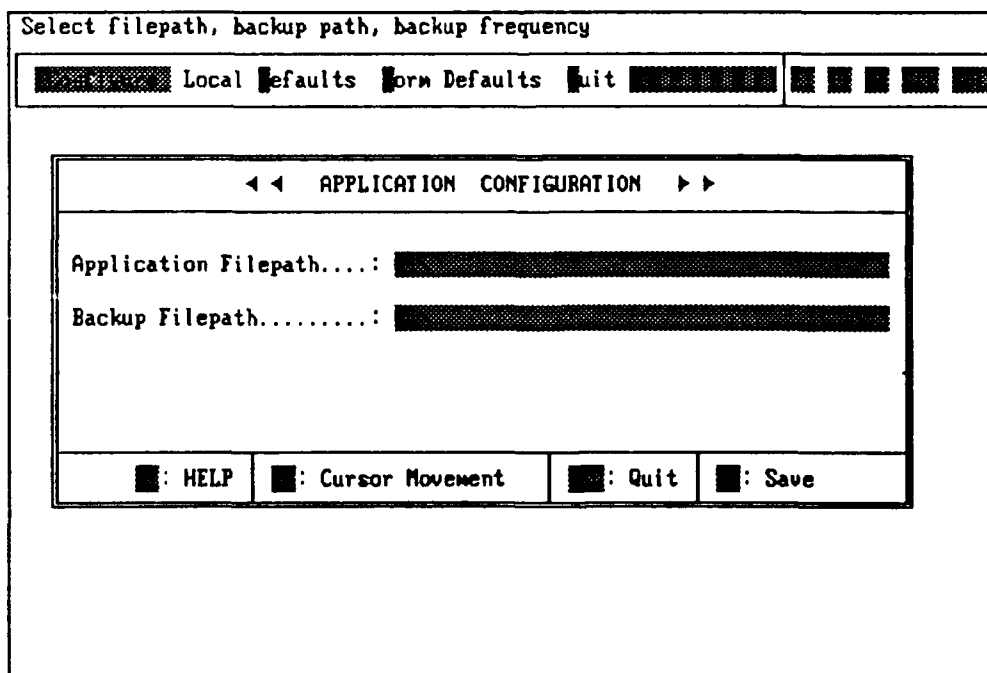 Select filepath, backup path, backup frequency
Local efaults orm Defaults uit
◄ ◄ APPLICATION CONFIGURATION ► ►
Application Filepath....:
Backup Filepath.........:
: HELP : Cursor Movement : Quit : Save